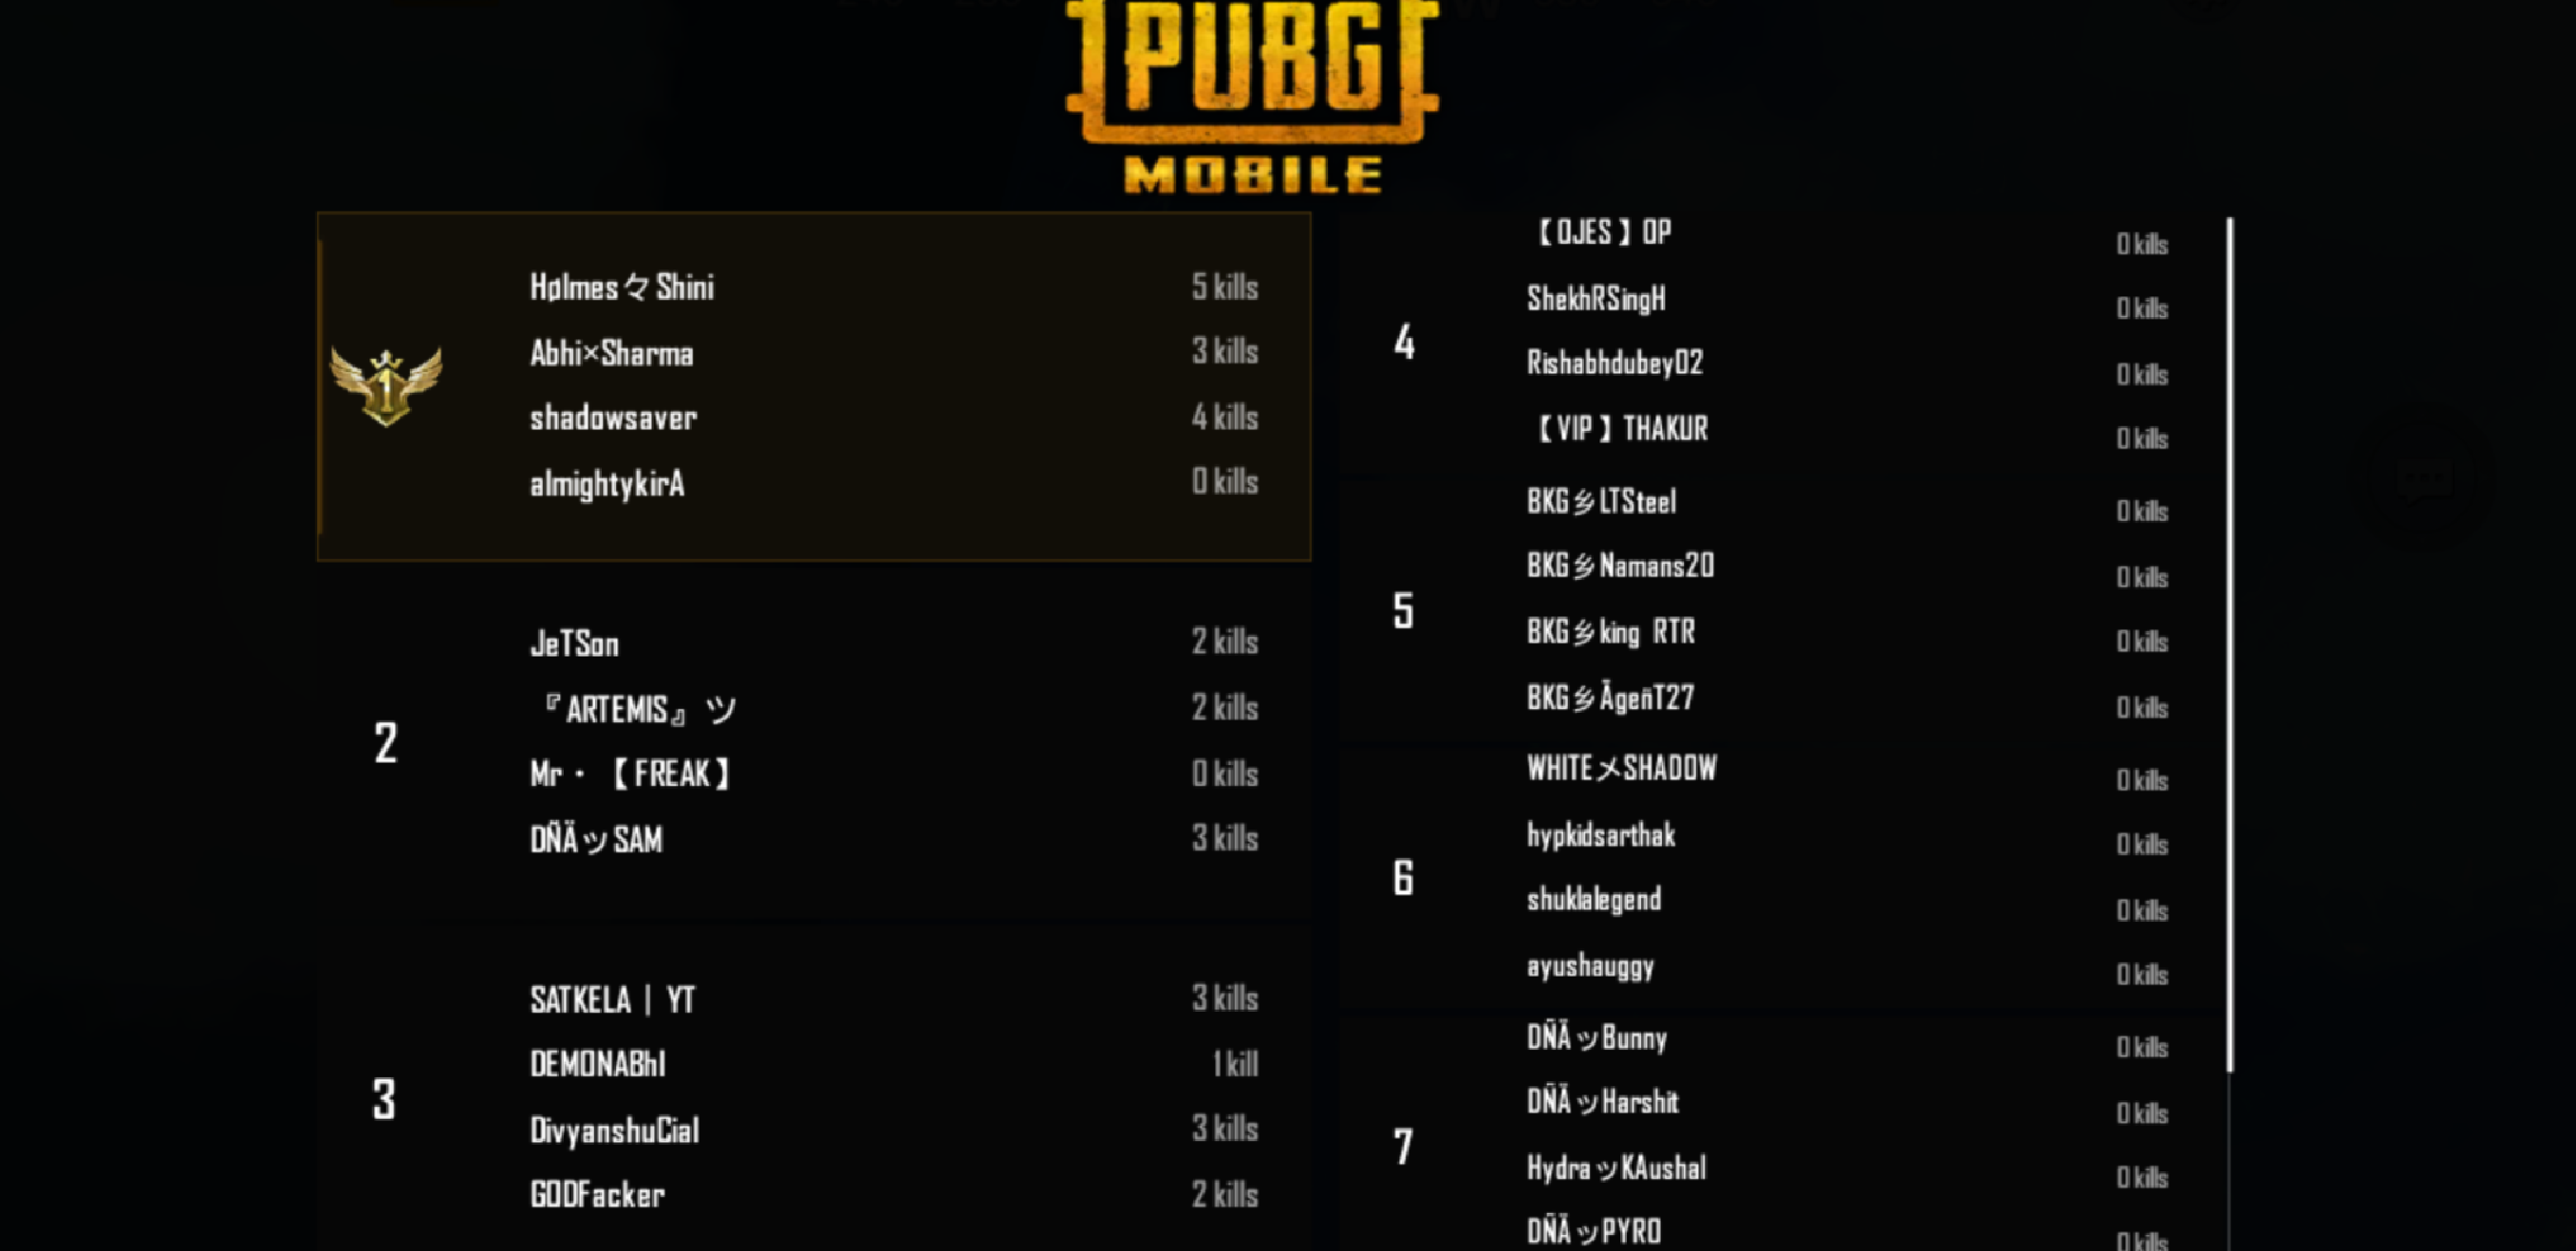 PUBG
MOBILE
1
Hølmes々Shini 5 kills
Abhi×Sharma 3 kills
shadowsaver 4 kills
almightykirA 0 kills
2
JeTSon 2 kills
『ARTEMIS』ツ 2 kills
Mr・【FREAK】 0 kills
DÑÄツSAM 3 kills
3
SATKELA | YT 3 kills
DEMONABhI 1 kill
DivyanshuCial 3 kills
GODFacker 2 kills
4
【OJES】OP 0 kills
ShekhRSingH 0 kills
Rishabhdubey02 0 kills
【VIP】THAKUR 0 kills
5
BKG乡LTSteel 0 kills
BKG乡Namans20 0 kills
BKG乡king RTR 0 kills
BKG乡ÃgeñT27 0 kills
6
WHITEメSHADOW 0 kills
hypkidsarthak 0 kills
shuklalegend 0 kills
ayushauggy 0 kills
7
DÑÄツBunny 0 kills
DÑÄツHarshit 0 kills
HydraツKAushal 0 kills
DÑÄツPYRO 0 kills